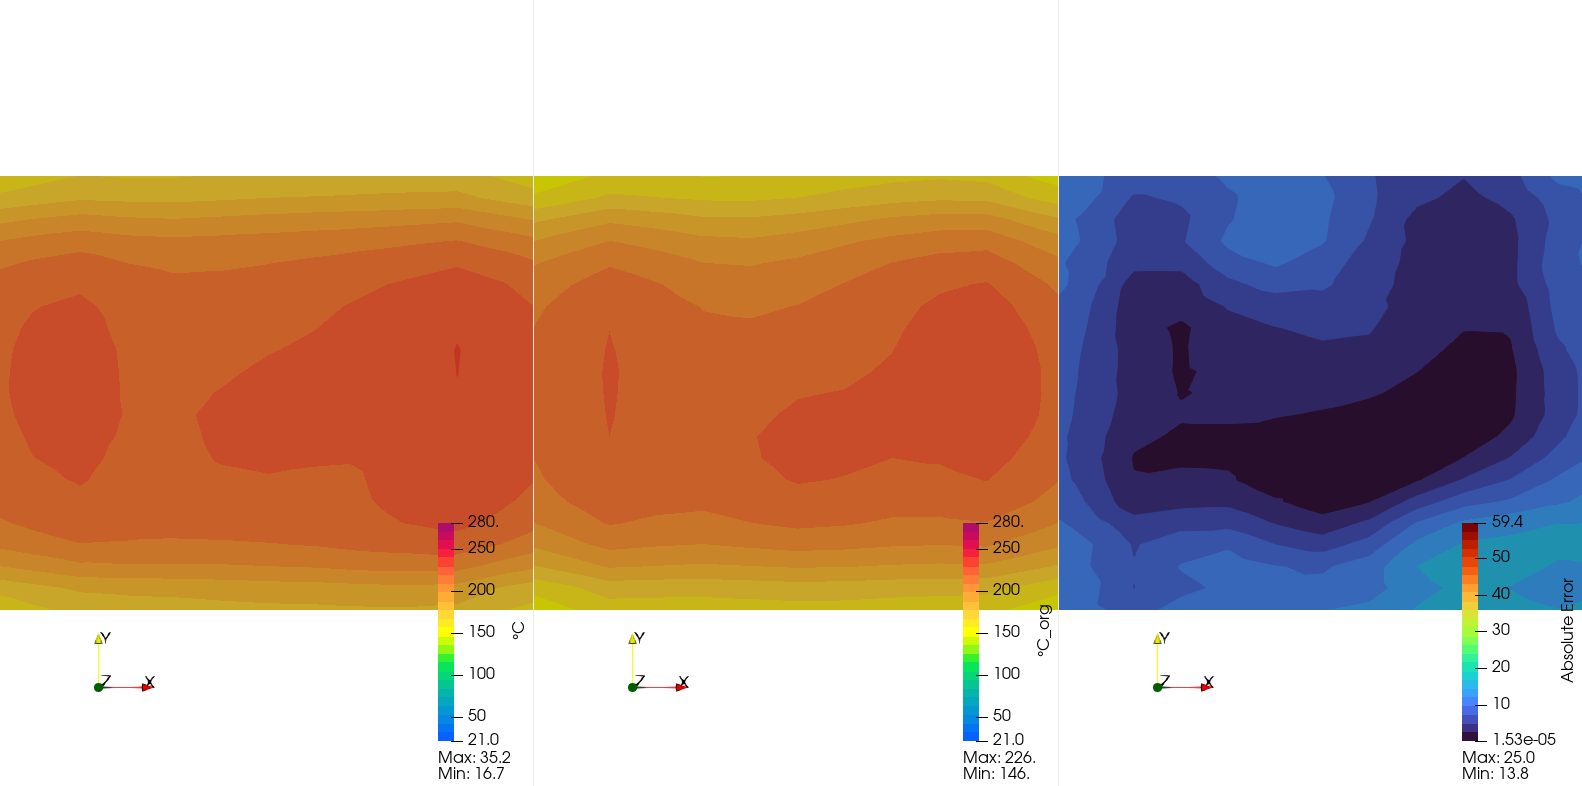 280.
250
200
150
100
50
21.0
°C
Max: 35.2
Min: 16.7
Y
Z
X
280.
250
200
150
100
50
21.0
°C_org
Max: 226.
Min: 146.
Y
Z
X
59.4
50
40
30
20
10
1.53e-05
Absolute Error
Max: 25.0
Min: 13.8
Y
Z
X